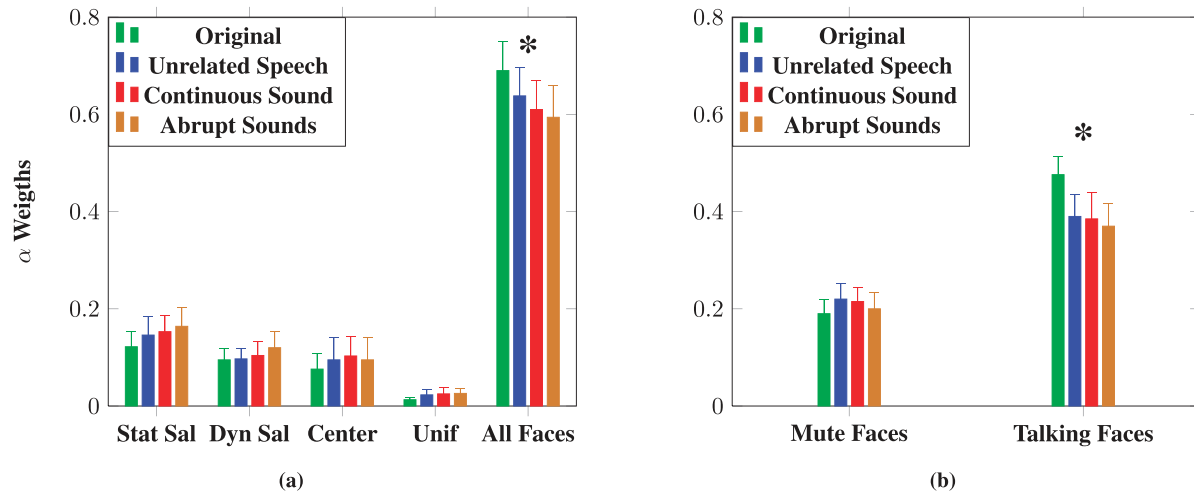 0.8
0.6
0.4
0.2
0
α Weigths
Original
Unrelated Speech
Continuous Sound
Abrupt Sounds
*
Stat Sal Dyn Sal Center Unif All Faces
(a)
0.8
0.6
0.4
0.2
0
Original
Unrelated Speech
Continuous Sound
Abrupt Sounds
*
Mute Faces Talking Faces
(b)